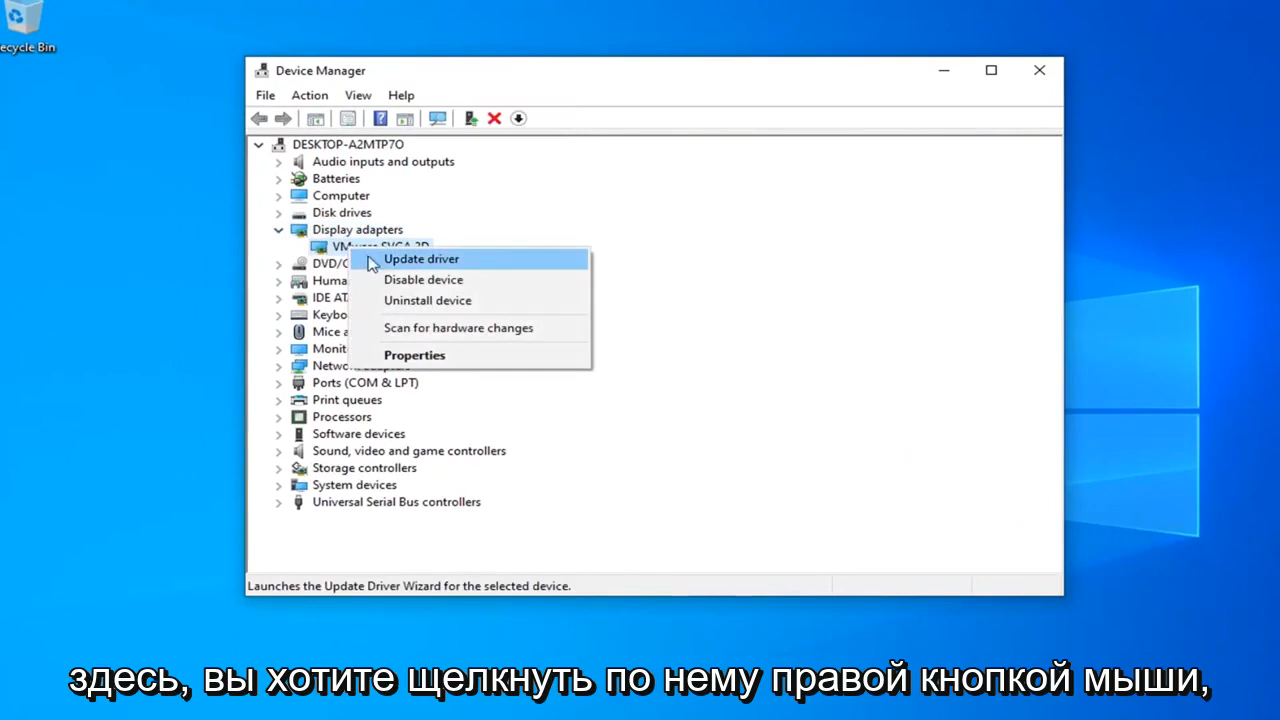 ecycle Bin
Device Manager
File Action View Help
DESKTOP-A2MTP7O
Audio inputs and outputs
Batteries
Computer
Disk drives
Display adapters
VMware SVGA 3D
Update driver
Disable device
Uninstall device
Scan for hardware changes
Properties
DVD/
Huma
IDE AT
Keybo
Mice a
Monit
Network adapters
Ports (COM & LPT)
Print queues
Processors
Software devices
Sound, video and game controllers
Storage controllers
System devices
Universal Serial Bus controllers
Launches the Update Driver Wizard for the selected device.
здесь, вы хотите щелкнуть по нему правой кнопкой мыши,